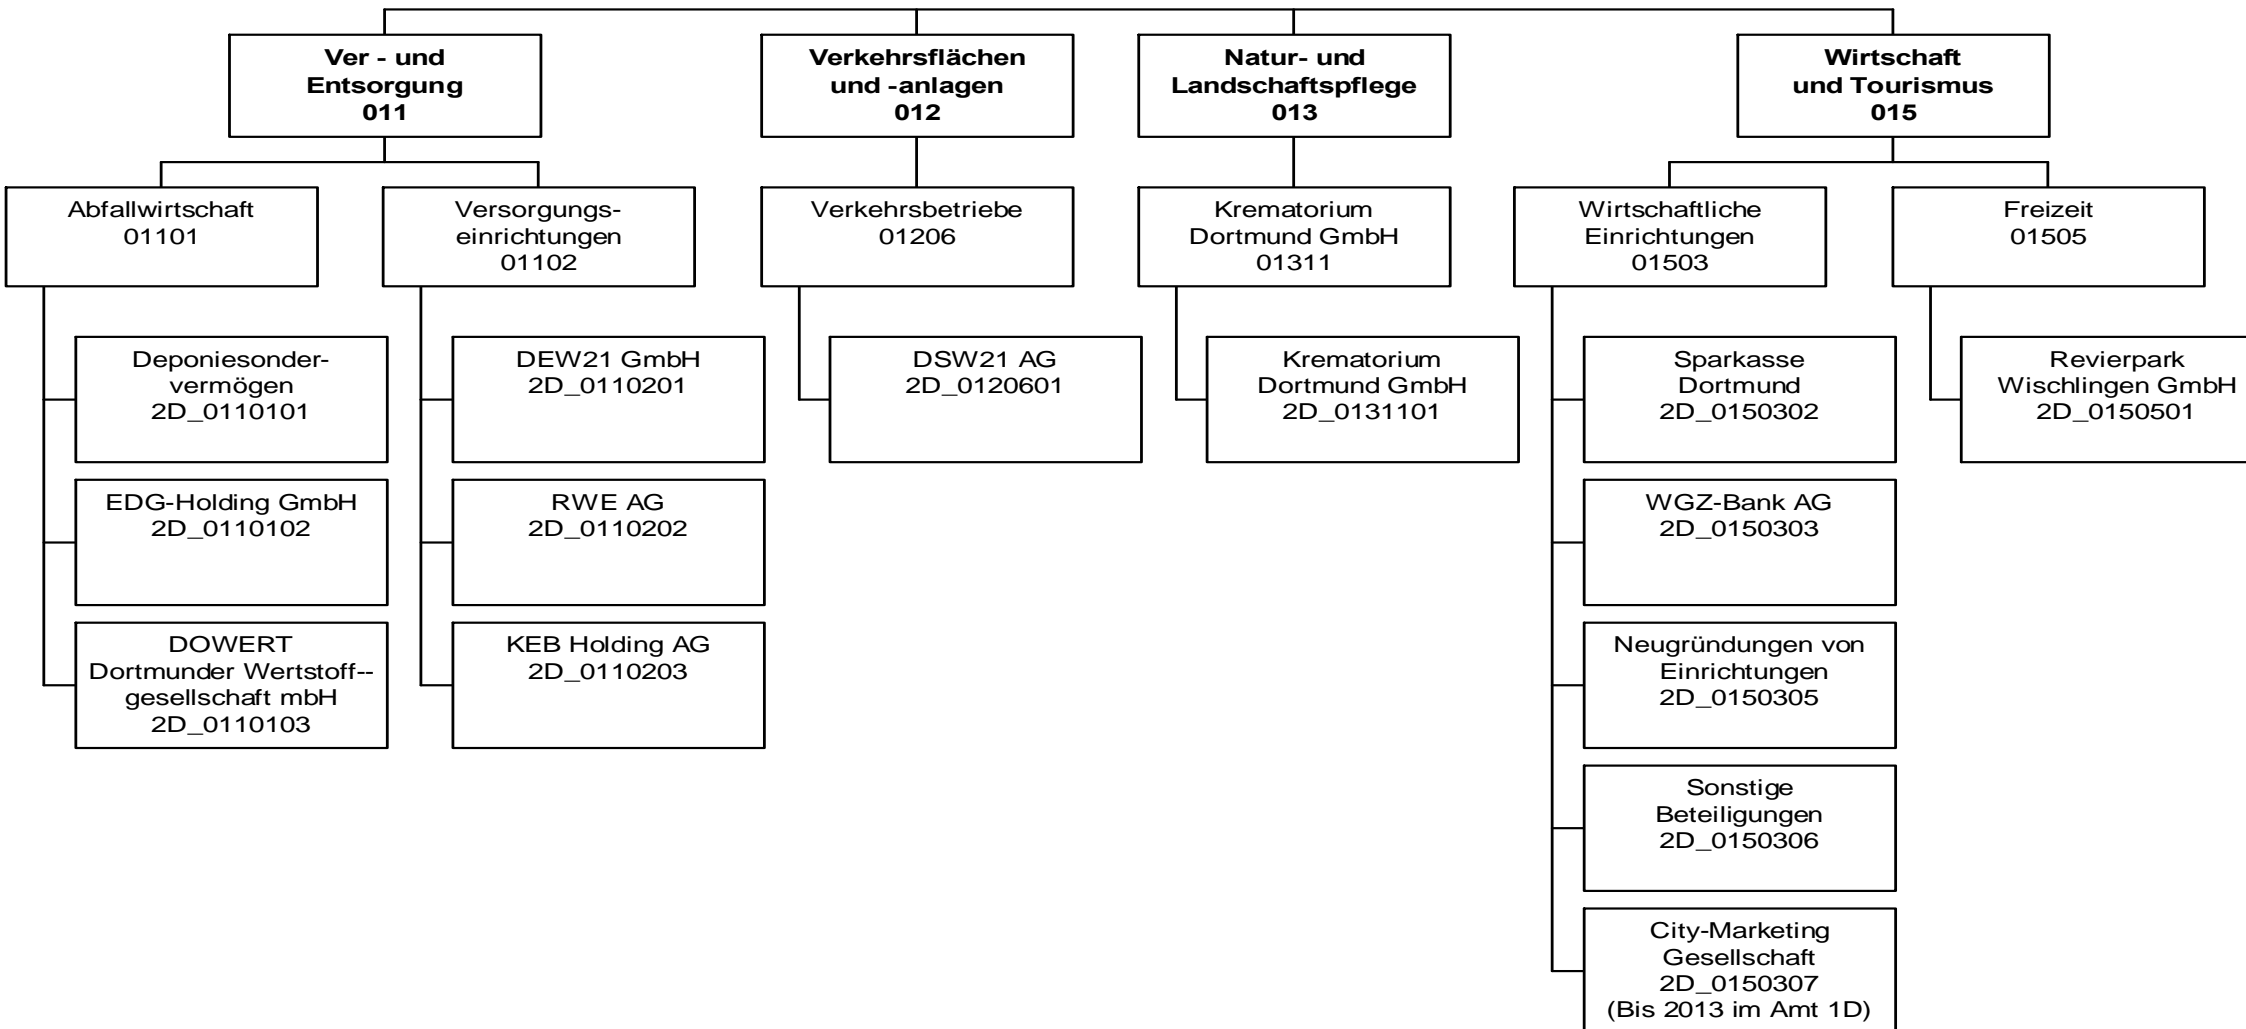 Ver - und
Entsorgung
011
Verkehrsflächen
und -anlagen
012
Natur- und
Landschaftspflege
013
Wirtschaft
und Tourismus
015
Abfallwirtschaft
01101
Versorgungs-
einrichtungen
01102
Verkehrsbetriebe
01206
Krematorium
Dortmund GmbH
01311
Wirtschaftliche
Einrichtungen
01503
Freizeit
01505
Deponiesonder-
vermögen
2D_0110101
DEW21 GmbH
2D_0110201
DSW21 AG
2D_0120601
Krematorium
Dortmund GmbH
2D_0131101
Sparkasse
Dortmund
2D_0150302
Revierpark
Wischlingen GmbH
2D_0150501
EDG-Holding GmbH
2D_0110102
RWE AG
2D_0110202
WGZ-Bank AG
2D_0150303
DOWERT
Dortmunder Wertstoff--
gesellschaft mbH
2D_0110103
KEB Holding AG
2D_0110203
Neugründungen von
Einrichtungen
2D_0150305
Sonstige
Beteiligungen
2D_0150306
City-Marketing
Gesellschaft
2D_0150307
(Bis 2013 im Amt 1D)